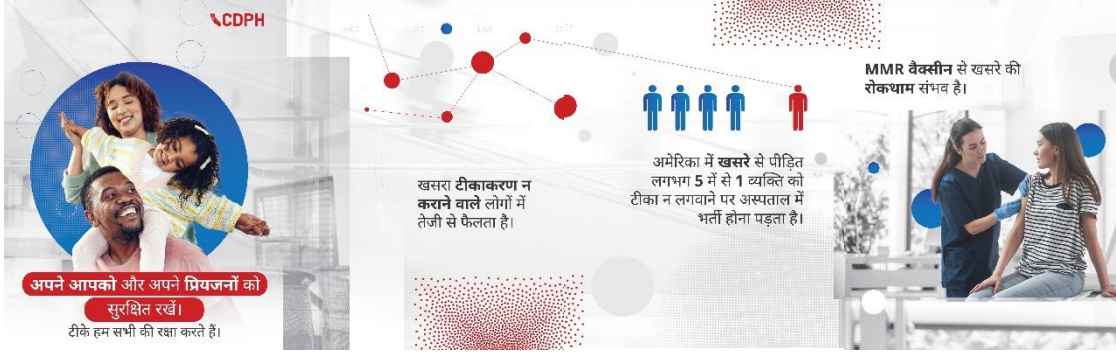 CDPH
अपने आपको और अपने प्रियजनों को
सुरक्षित रखें।
टीके हम सभी की रक्षा करते हैं।
खसरा टीकाकरण न
कराने वाले लोगों में
तेजी से फैलता है।
अमेरिका में खसरे से पीड़ित
लगभग 5 में से 1 व्यक्ति को
टीका न लगवाने पर अस्पताल में
भर्ती होना पड़ता है।
MMR वैक्सीन से खसरे की
रोकथाम संभव है।